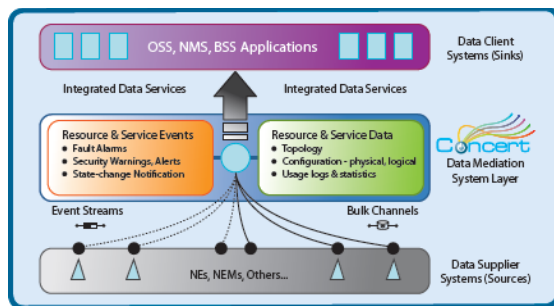 OSS, NMS, BSS Applications
Data Client
Systems (Sinks)
Integrated Data Services
Integrated Data Services
Resource & Service Events
• Fault Alarms
• Security Warnings, Alerts
• State-change Notification
Resource & Service Data
• Topology
• Configuration - physical, logical
• Usage logs & statistics
Concert
Data Mediation
System Layer
Event Streams
Bulk Channels
NEs, NEMs, Others...
Data Supplier
Systems (Sources)